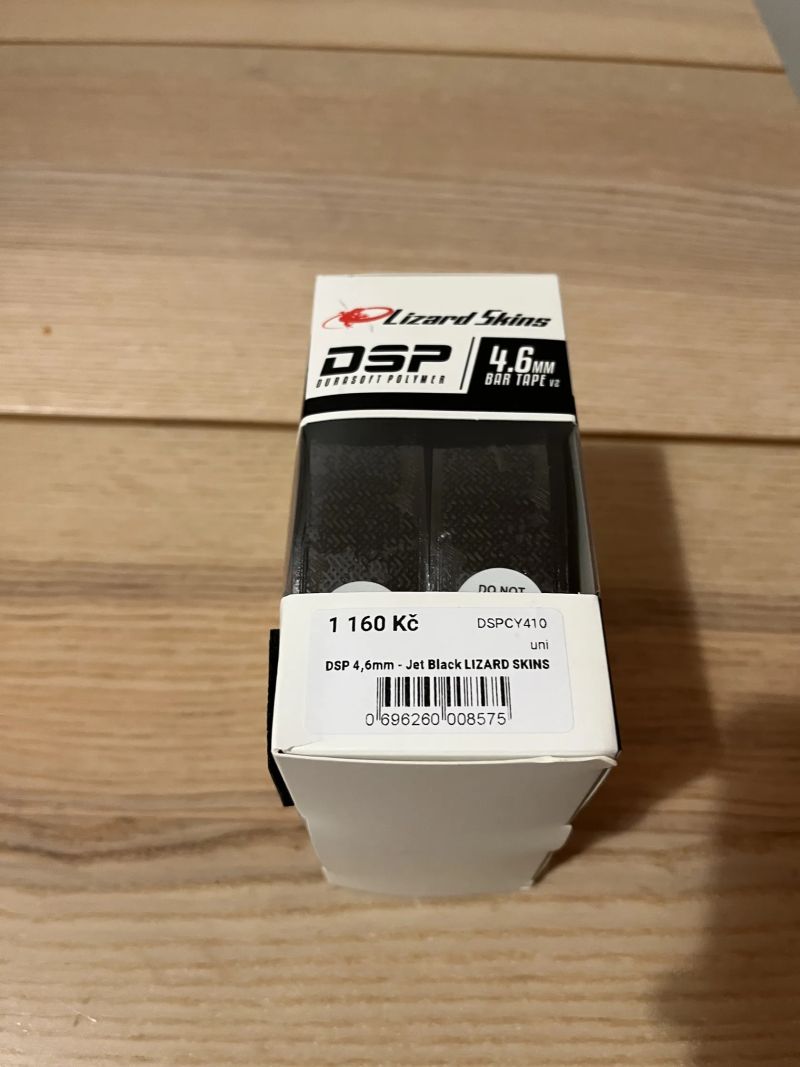 Lizard Skins
DSP
DURASOFT POLYMER
4.6MM
BAR TAPE V2
DO NOT
1 160 Kč
DSPCY410
uni
DSP 4,6mm - Jet Black LIZARD SKINS
0 696260 008575